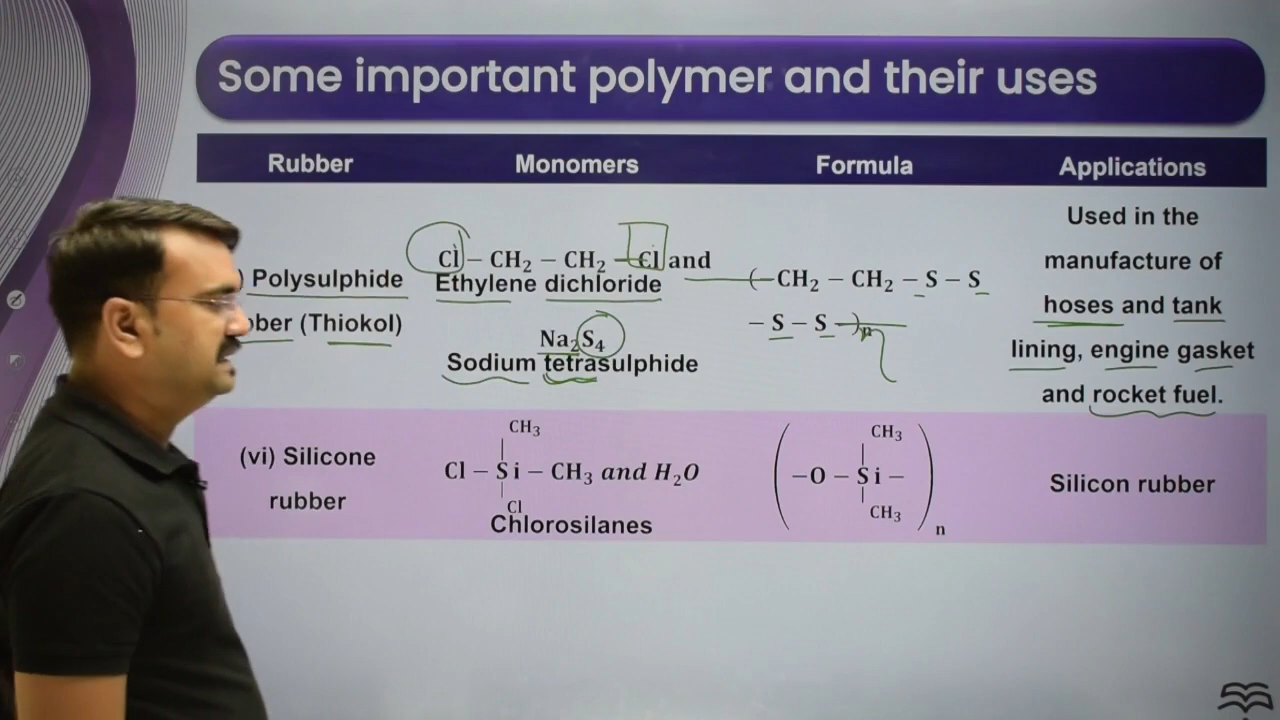 Some important polymer and their uses
Rubber Monomers Formula Applications
) Polysulphide
ber (Thiokol)
Cl – CH₂ – CH₂ – Cl and
Ethylene dichloride
Na₂S₄
Sodium tetrasulphide
(–CH₂ – CH₂ – S – S
– S – S –)n
Used in the
manufacture of
hoses and tank
lining, engine gasket
and rocket fuel.
(vi) Silicone
rubber
CH₃
|
Cl – Si – CH₃ and H₂O
|
Cl
Chlorosilanes
CH₃
|
–O – Si –
|
CH₃
n
Silicon rubber